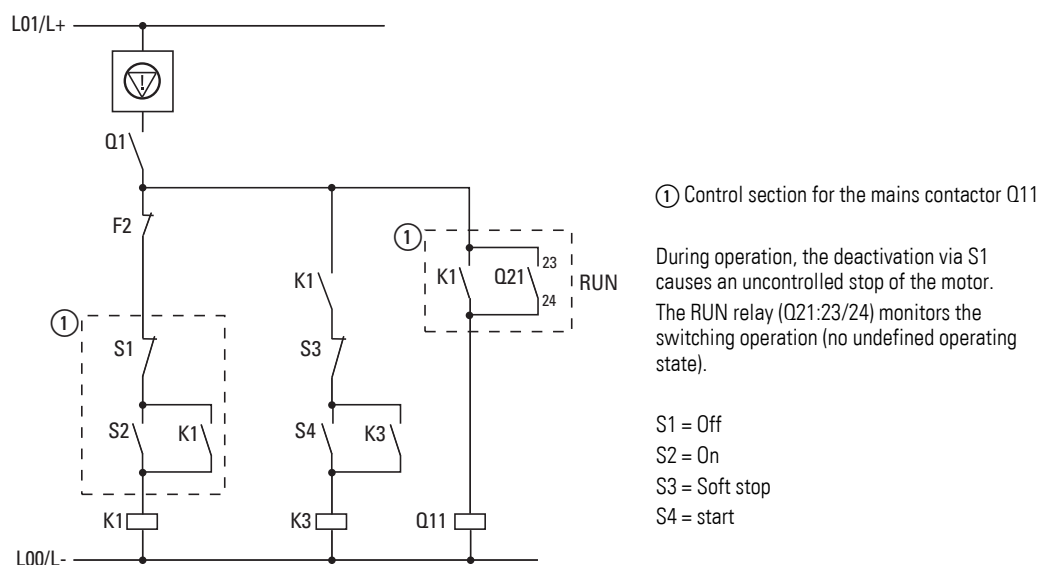 L01/L+
!
Q1
F2
1
S1
S2
K1
K1
K1
S3
S4
K3
K3
1
K1
Q21
23
24
RUN
Q11
L00/L-
1 Control section for the mains contactor Q11
During operation, the deactivation via S1
causes an uncontrolled stop of the motor.
The RUN relay (Q21:23/24) monitors the
switching operation (no undefined operating
state).
S1 = Off
S2 = On
S3 = Soft stop
S4 = start